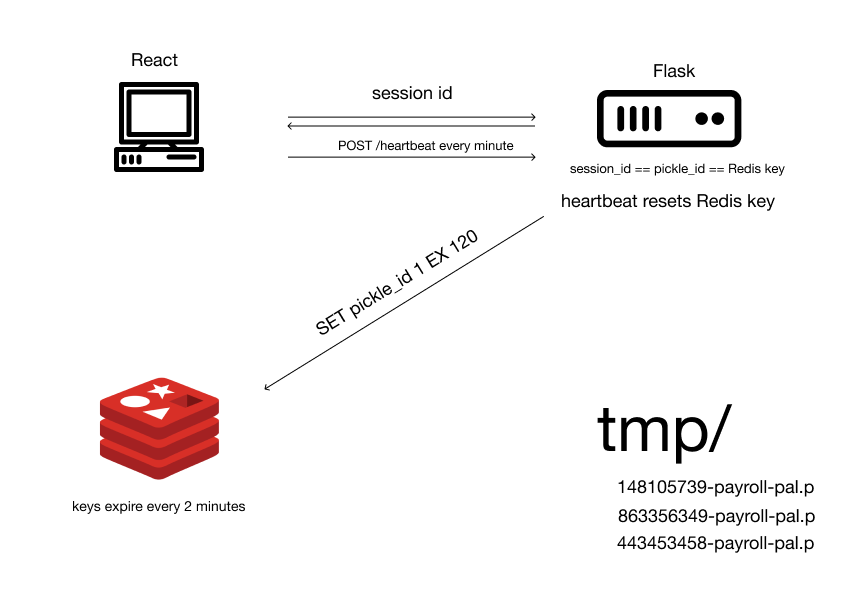 React
Flask
session id
POST /heartbeat every minute
session_id == pickle_id == Redis key
heartbeat resets Redis key
SET pickle_id 1 EX 120
keys expire every 2 minutes
tmp/
148105739-payroll-pal.p
863356349-payroll-pal.p
443453458-payroll-pal.p